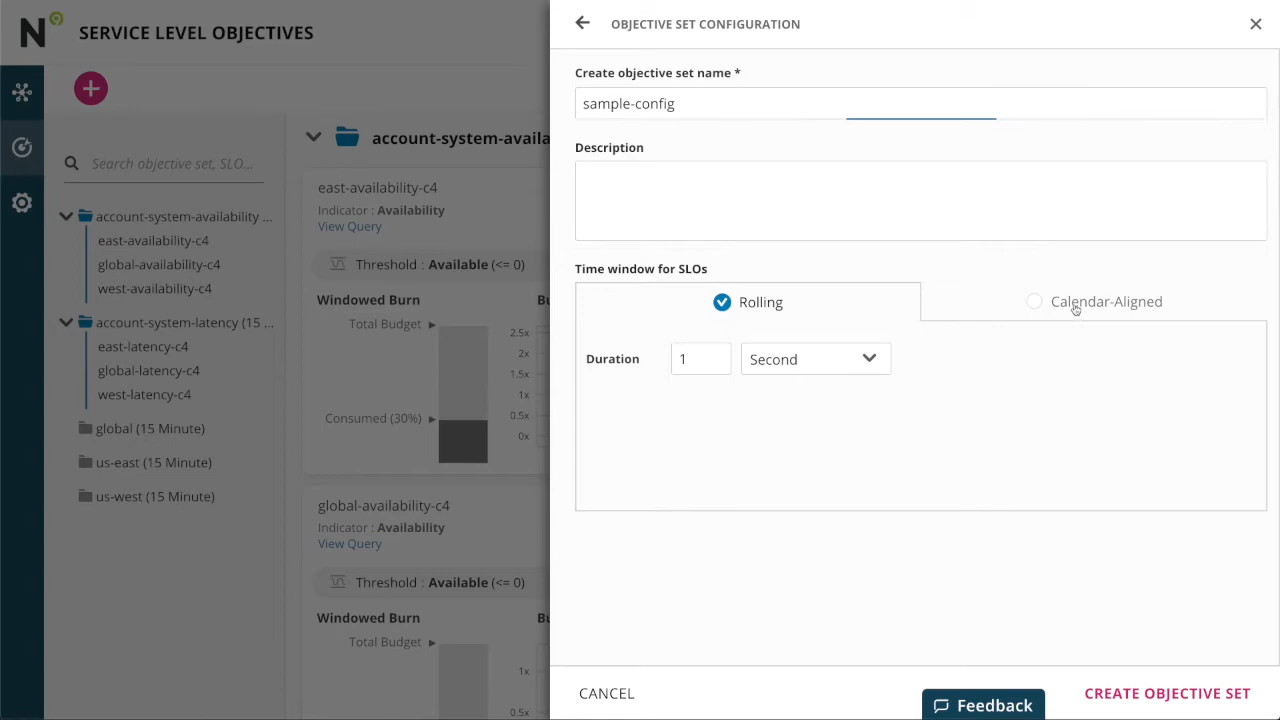 N
SERVICE LEVEL OBJECTIVES
Search objective set, SLO...
account-system-availability ...
east-availability-c4
global-availability-c4
west-availability-c4
account-system-latency (15 ...
east-latency-c4
global-latency-c4
west-latency-c4
global (15 Minute)
us-east (15 Minute)
us-west (15 Minute)
account-system-availa
east-availability-c4
Indicator : Availability
View Query
Threshold : Available (<= 0)
Windowed Burn
Bu
Total Budget
2.5x
2x
1.5x
1x
Consumed (30%)
0.5x
0x
global-availability-c4
Indicator : Availability
View Query
Threshold : Available (<= 0)
Windowed Burn
Bu
Total Budget
1x
0.5x
OBJECTIVE SET CONFIGURATION
Create objective set name *
sample-config
Description
Time window for SLOs
Rolling
Calendar-Aligned
Duration
1
Second
CANCEL
Feedback
CREATE OBJECTIVE SET